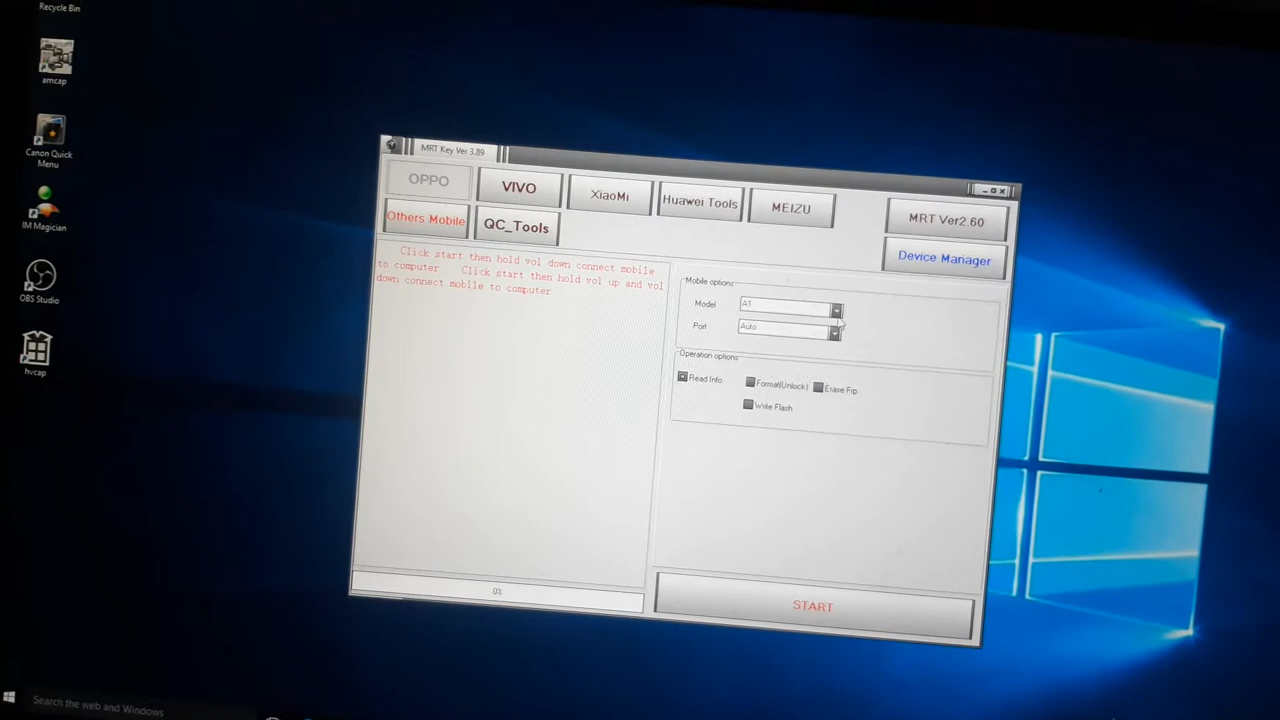 Recycle Bin
amcap
Canon Quick
Menu
IM Magician
OBS Studio
hvcap
MRT Key Ver 3.89
OPPO
VIVO
XiaoMi
Huawei Tools
MEIZU
MRT Ver2.60
Others Mobile
QC_Tools
Device Manager
Click start then hold vol down connect mobile
to computer Click start then hold vol up and vol
down connect mobile to computer
Mobile options
Model
A1
Port
Auto
Operation options
Read Info
Format(Unlock)
Erase Frp
Write Flash
0%
START
Search the web and Windows